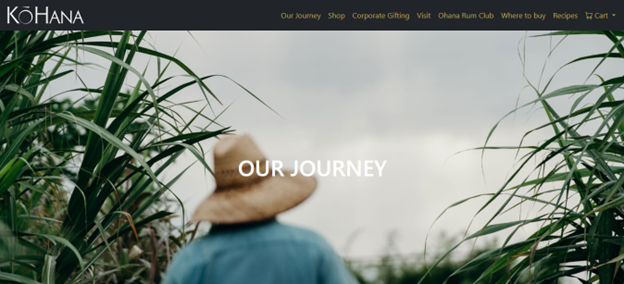 KŌHANA
Our Journey Shop Corporate Gifting Visit Ohana Rum Club Where to buy Recipes Cart
OUR JOURNEY